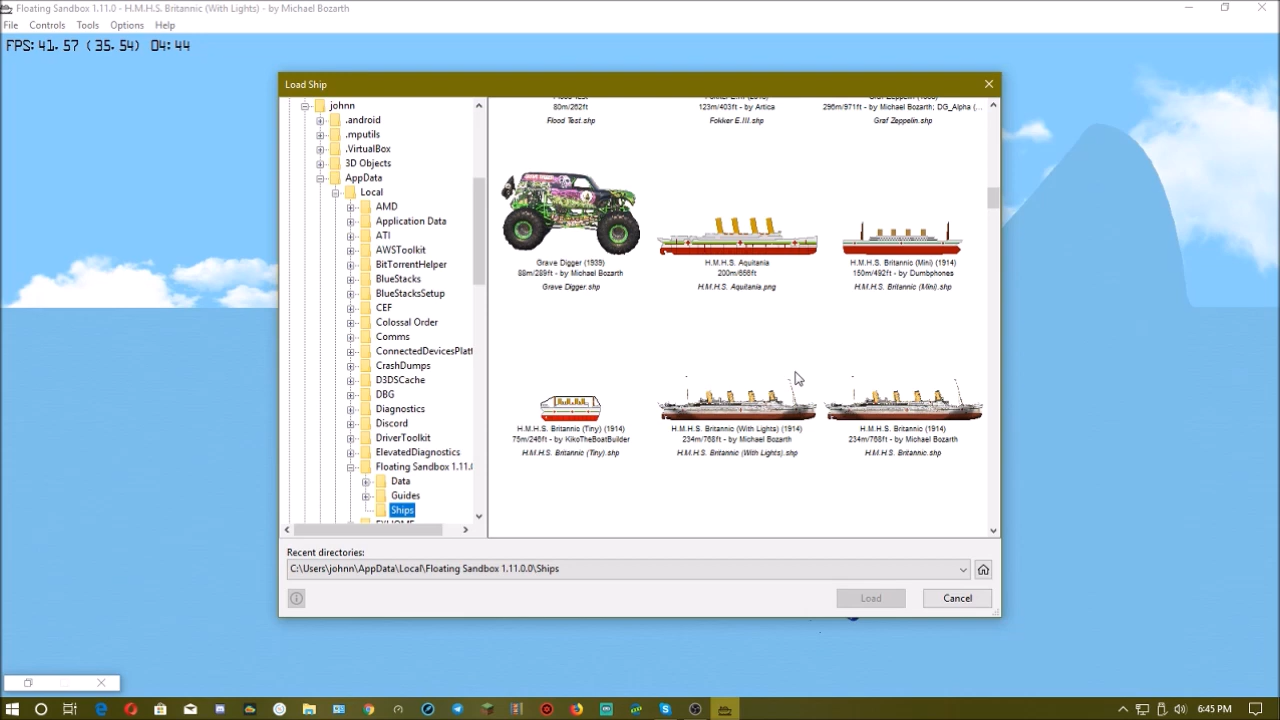 Floating Sandbox 1.11.0 - H.M.H.S. Britannic (With Lights) - by Michael Bozarth
File Controls Tools Options Help
FPS:41.57 (35.54) 04:44
Load Ship
johnn
.android
.mputils
.VirtualBox
3D Objects
AppData
Local
AMD
Application Data
ATI
AWSToolkit
BitTorrentHelper
BlueStacks
BlueStacksSetup
CEF
Colossal Order
Comms
ConnectedDevicesPlatf
CrashDumps
D3DSCache
DBG
Diagnostics
Discord
DriverToolkit
ElevatedDiagnostics
Floating Sandbox 1.11.0
Data
Guides
Ships
80m/262ft
Flood Test.shp
123m/403ft - by Artica
Fokker E.III.shp
296m/971ft - by Michael Bozarth; DG_Alpha (...
Graf Zeppelin.shp
Grave Digger (1939)
88m/289ft - by Michael Bozarth
Grave Digger.shp
H.M.H.S. Aquitania
200m/656ft
H.M.H.S. Aquitania.png
H.M.H.S. Britannic (Mini) (1914)
150m/492ft - by Dumbphones
H.M.H.S. Britannic (Mini).shp
H.M.H.S. Britannic (Tiny) (1914)
75m/246ft - by KikoTheBoatBuilder
H.M.H.S. Britannic (Tiny).shp
H.M.H.S. Britannic (With Lights) (1914)
234m/768ft - by Michael Bozarth
H.M.H.S. Britannic (With Lights).shp
H.M.H.S. Britannic (1914)
234m/768ft - by Michael Bozarth
H.M.H.S. Britannic.shp
Recent directories:
C:\Users\johnn\AppData\Local\Floating Sandbox 1.11.0.0\Ships
Load Cancel
6:45 PM